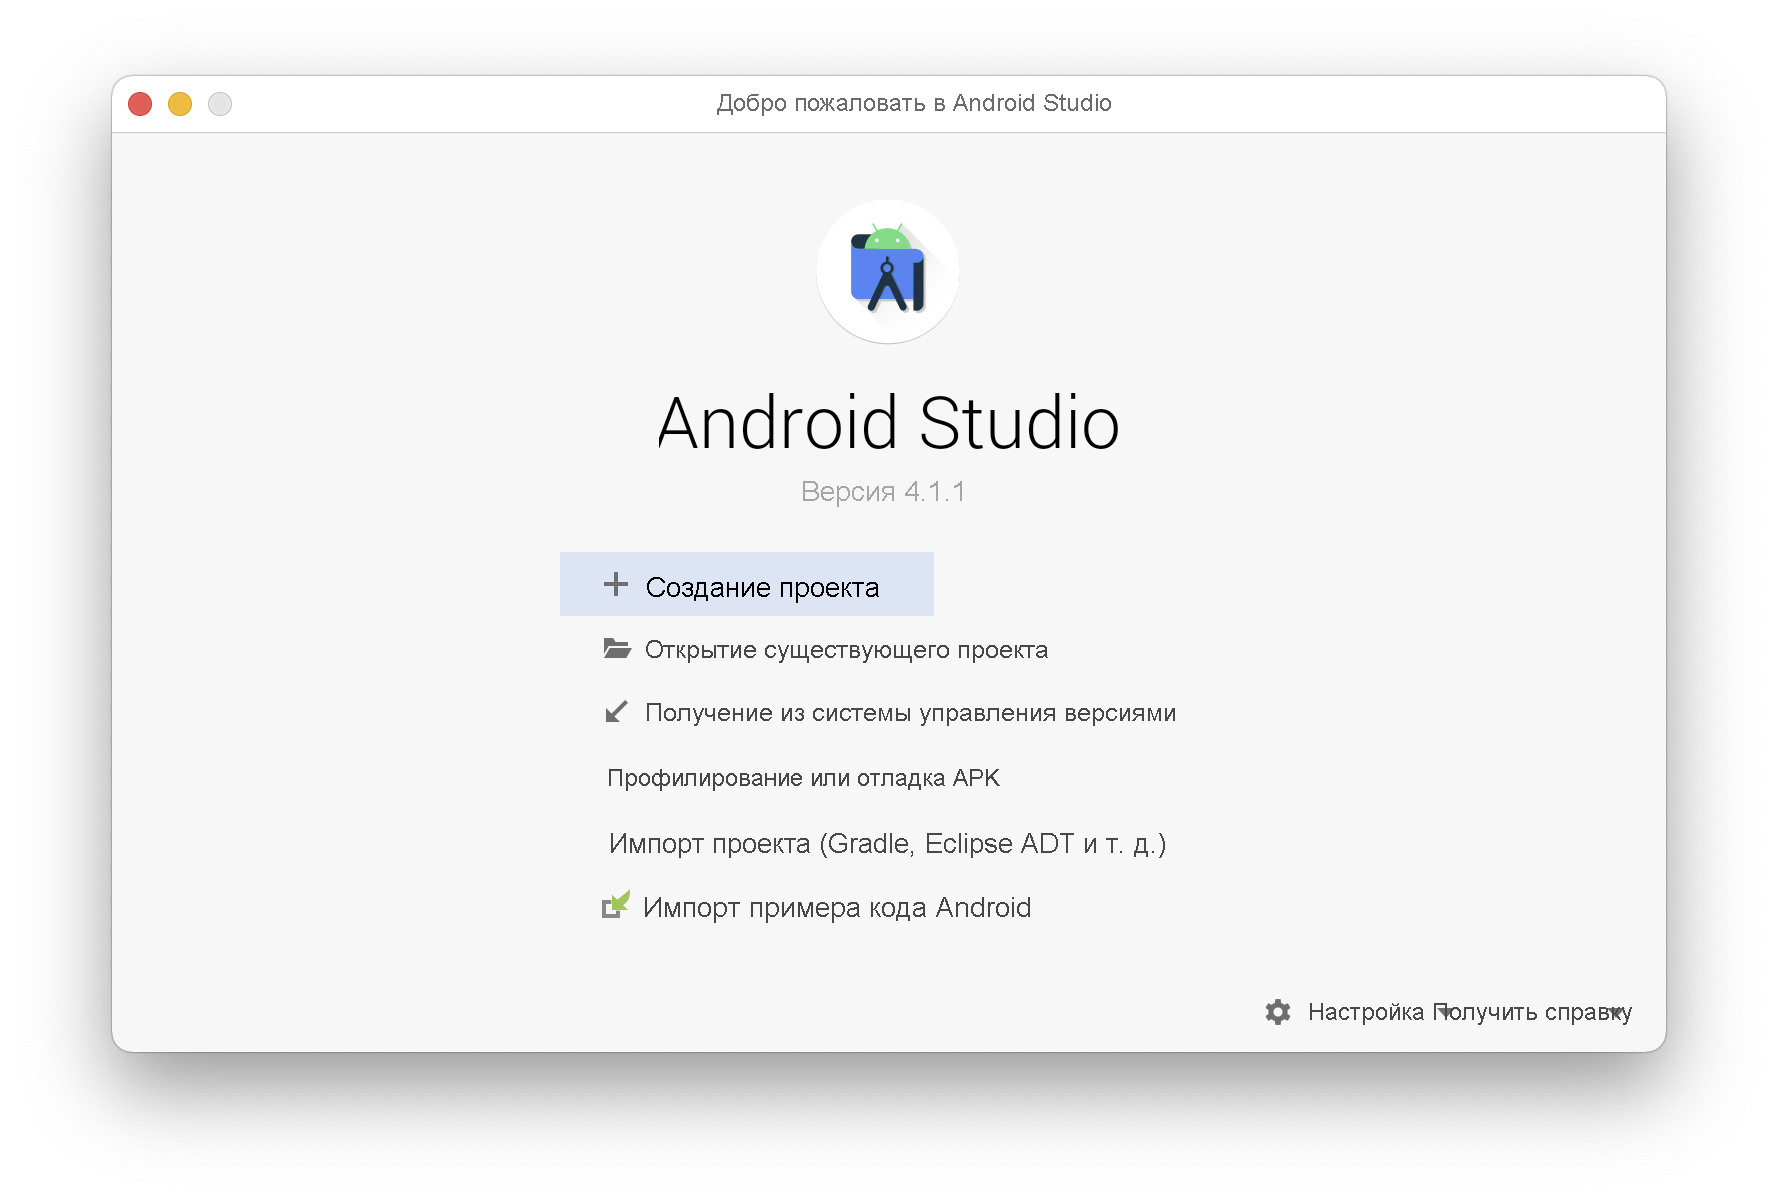 Добро пожаловать в Android Studio
Android Studio
Версия 4.1.1
Создание проекта
Открытие существующего проекта
Получение из системы управления версиями
Профилирование или отладка APK
Импорт проекта (Gradle, Eclipse ADT и т. д.)
Импорт примера кода Android
Настройка Получить справку